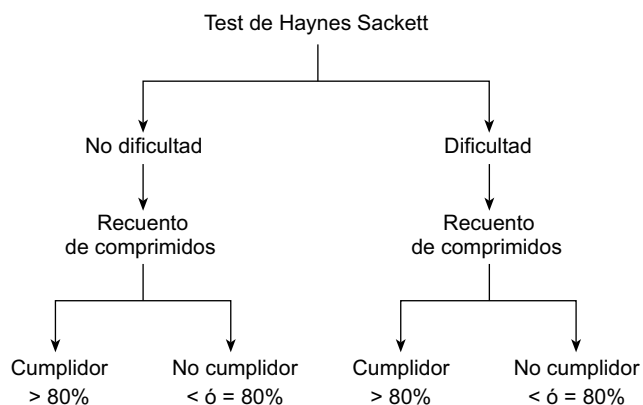 Test de Haynes Sackett
No dificultad
Dificultad
Recuento
de comprimidos
Recuento
de comprimidos
Cumplidor
> 80%
No cumplidor
< ó = 80%
Cumplidor
> 80%
No cumplidor
< ó = 80%